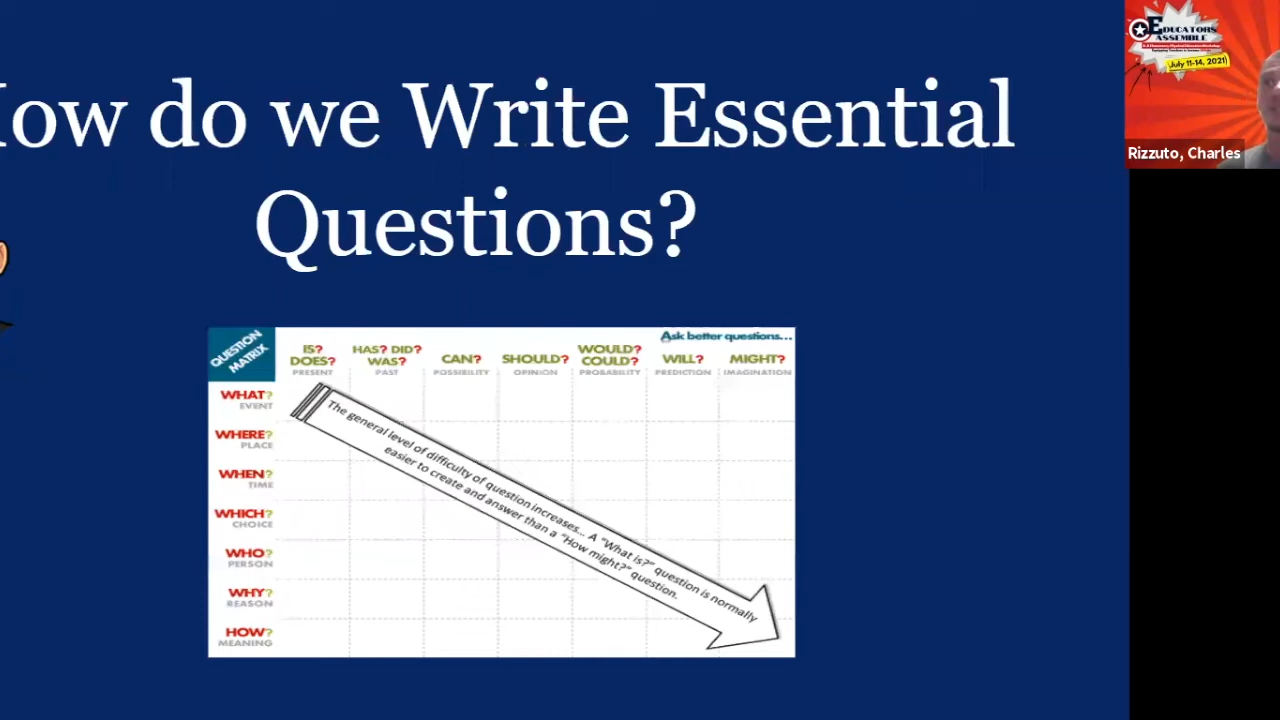 ow do we Write Essential
Questions?
EDUCATORS
ASSEMBLE
July 11-14, 2021
Rizzuto, Charles
QUESTION
MATRIX
Ask better questions...
IS?
DOES?
PRESENT
HAS? DID?
WAS?
PAST
CAN?
POSSIBILITY
SHOULD?
OPINION
WOULD?
COULD?
PROBABILITY
WILL?
PREDICTION
MIGHT?
IMAGINATION
WHAT?
EVENT
WHERE?
PLACE
WHEN?
TIME
WHICH?
CHOICE
WHO?
PERSON
WHY?
REASON
HOW?
MEANING
The general level of difficulty of question increases... A "What is?" question is normally
easier to create and answer than a "How might?" question.